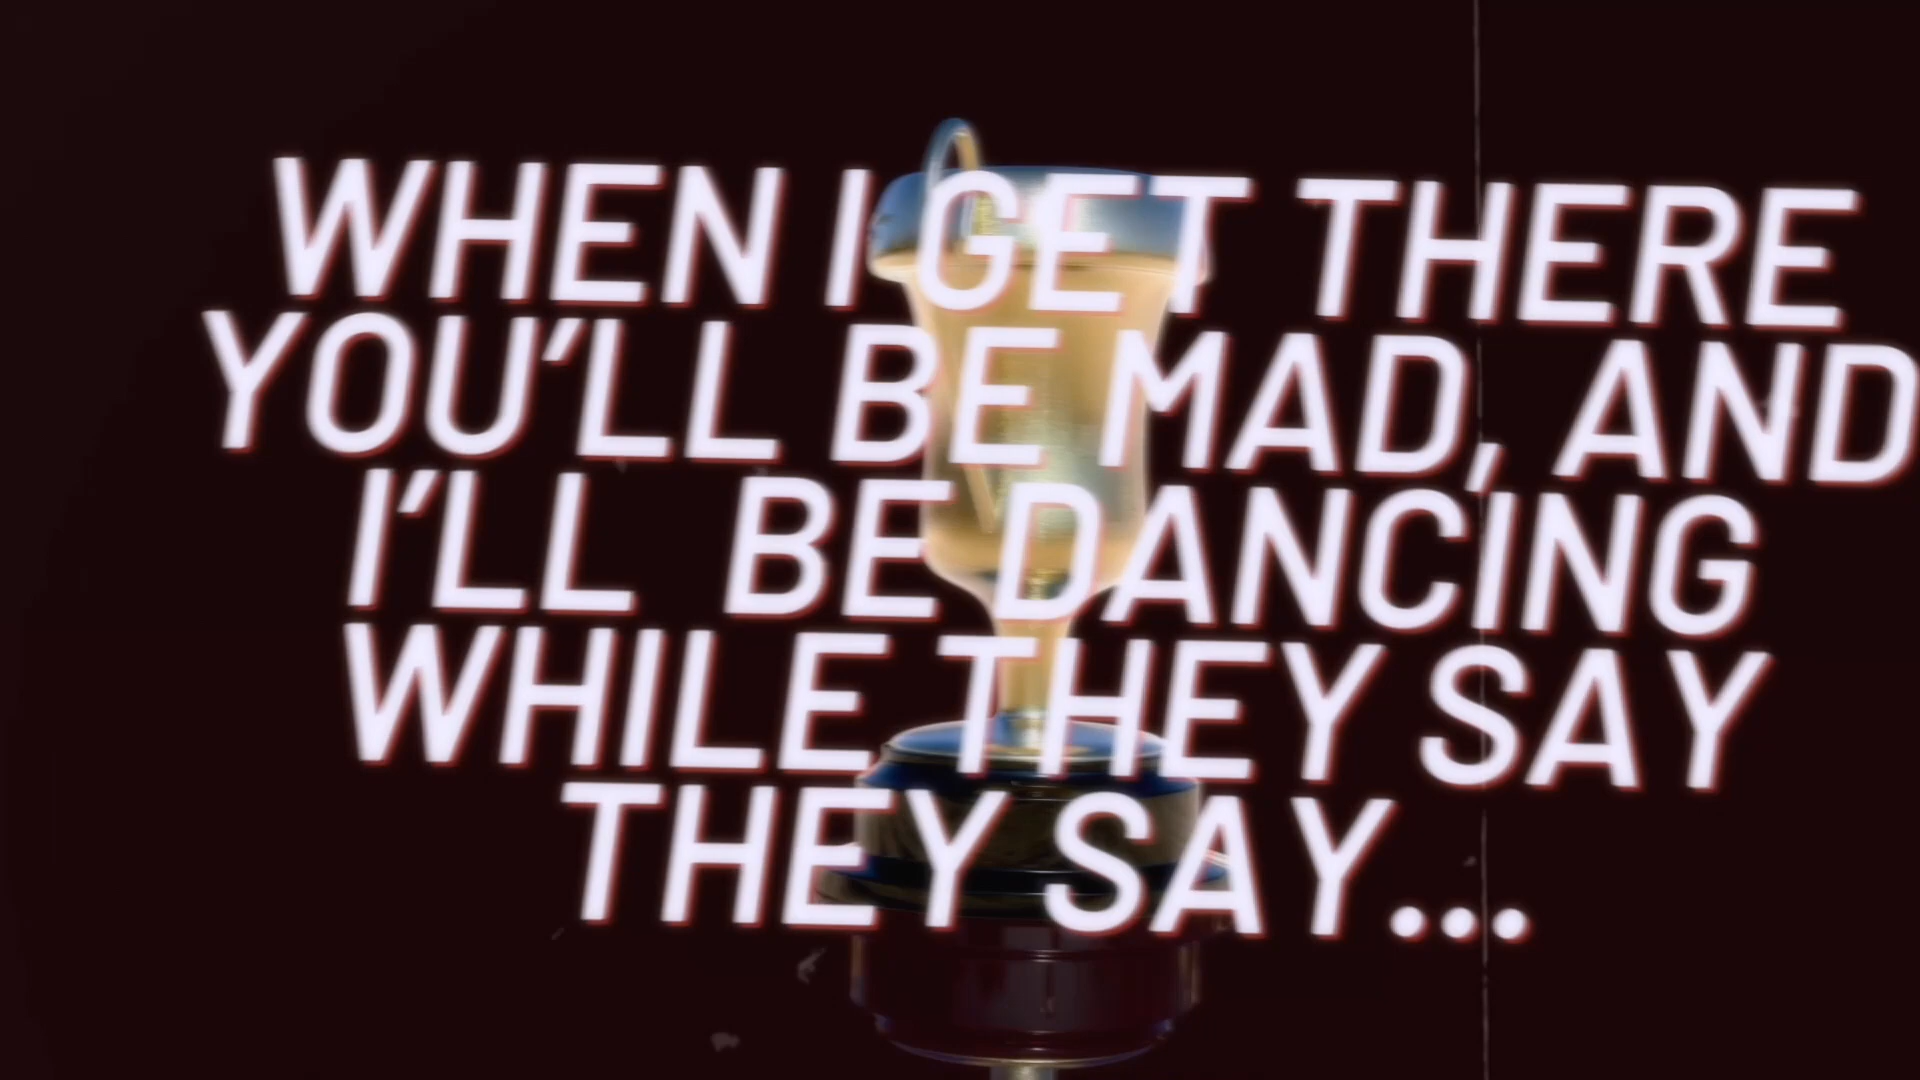 WHEN I GET THERE
YOU'LL BE MAD, AND
I'LL BE DANCING
WHILE THEY SAY
THEY SAY...